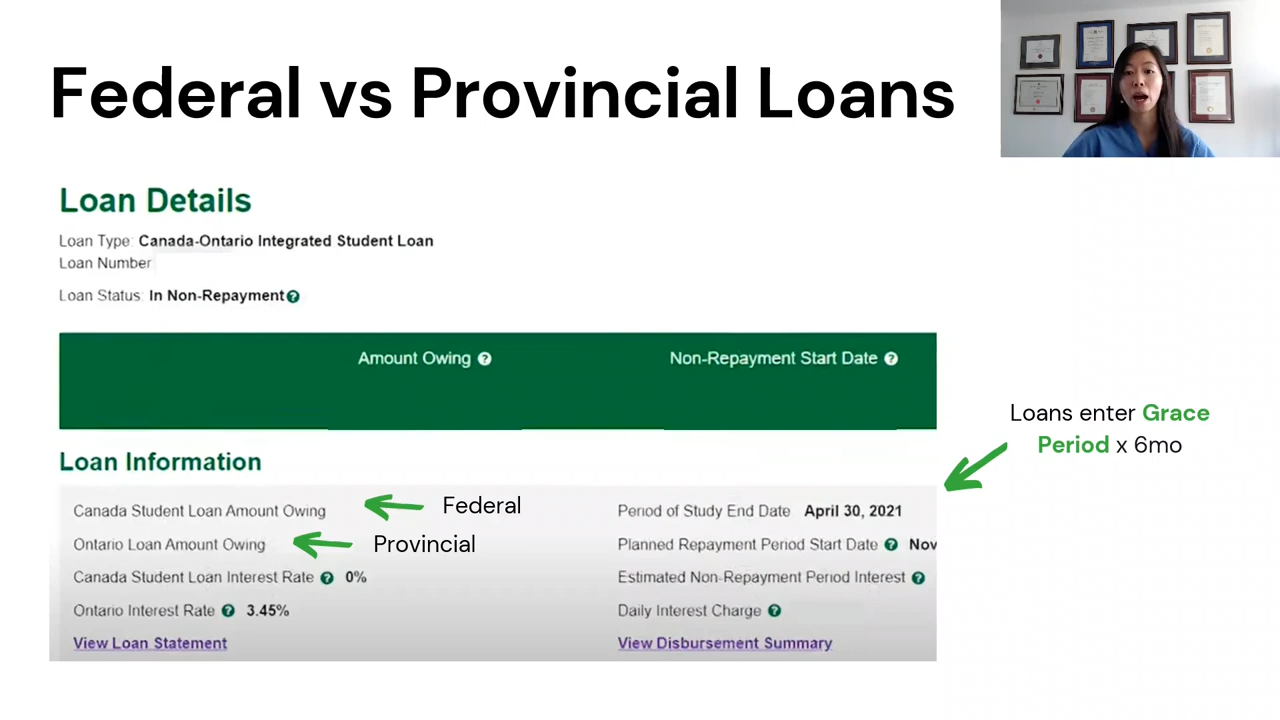 Federal vs Provincial Loans
Loan Details
Loan Type: Canada-Ontario Integrated Student Loan
Loan Number
Loan Status: In Non-Repayment
Amount Owing
Non-Repayment Start Date
Loans enter Grace
Period x 6mo
Loan Information
Canada Student Loan Amount Owing
Federal
Ontario Loan Amount Owing
Provincial
Canada Student Loan Interest Rate 0%
Ontario Interest Rate 3.45%
View Loan Statement
Period of Study End Date April 30, 2021
Planned Repayment Period Start Date Nov
Estimated Non-Repayment Period Interest
Daily Interest Charge
View Disbursement Summary